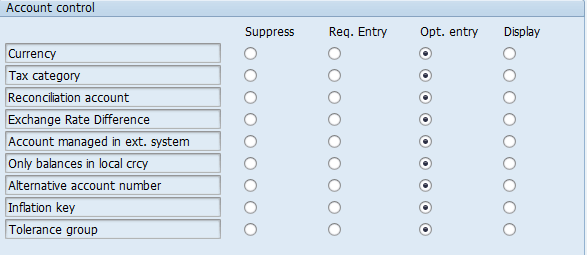 Account control
Suppress Req. Entry Opt. entry Display
Currency
Tax category
Reconciliation account
Exchange Rate Difference
Account managed in ext. system
Only balances in local crcy
Alternative account number
Inflation key
Tolerance group